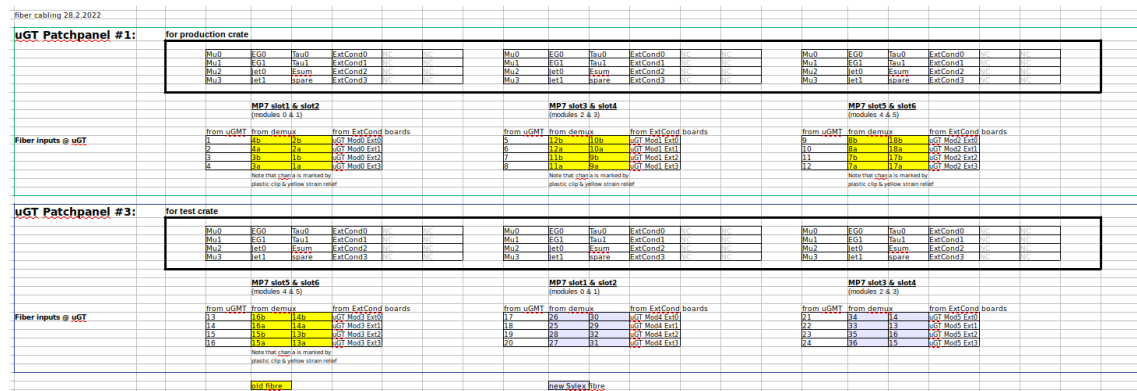 fiber cabling 28.2.2022
uGT Patchpanel #1: for production crate
Mu0 EG0 Tau0 ExtCond0 NC NC Mu0 EG0 Tau0 ExtCond0 NC NC Mu0 EG0 Tau0 ExtCond0 NC NC
Mu1 EG1 Tau1 ExtCond1 NC NC Mu1 EG1 Tau1 ExtCond1 NC NC Mu1 EG1 Tau1 ExtCond1 NC NC
Mu2 Jet0 Esum ExtCond2 NC NC Mu2 Jet0 Esum ExtCond2 NC NC Mu2 Jet0 Esum ExtCond2 NC NC
Mu3 Jet1 spare ExtCond3 NC NC Mu3 Jet1 spare ExtCond3 NC NC Mu3 Jet1 spare ExtCond3 NC NC
MP7 slot1 & slot2 MP7 slot3 & slot4 MP7 slot5 & slot6
(modules 0 & 1) (modules 2 & 3) (modules 4 & 5)
from uGMT from demux from ExtCond boards from uGMT from demux from ExtCond boards from uGMT from demux from ExtCond boards
Fiber inputs @ uGT 1 4b 2b uGT Mod0 Ext0 5 12b 10b uGT Mod1 Ext0 9 8b 18b uGT Mod2 Ext0
2 4a 2a uGT Mod0 Ext1 6 12a 10a uGT Mod1 Ext1 10 8a 18a uGT Mod2 Ext1
3 3b 1b uGT Mod0 Ext2 7 11b 9b uGT Mod1 Ext2 11 7b 17b uGT Mod2 Ext2
4 3a 1a uGT Mod0 Ext3 8 11a 9a uGT Mod1 Ext3 12 7a 17a uGT Mod2 Ext3
Note that chan a is marked by Note that chan a is marked by Note that chan a is marked by
plastic clip & yellow strain relief plastic clip & yellow strain relief plastic clip & yellow strain relief
uGT Patchpanel #3: for test crate
Mu0 EG0 Tau0 ExtCond0 NC NC Mu0 EG0 Tau0 ExtCond0 NC NC Mu0 EG0 Tau0 ExtCond0 NC NC
Mu1 EG1 Tau1 ExtCond1 NC NC Mu1 EG1 Tau1 ExtCond1 NC NC Mu1 EG1 Tau1 ExtCond1 NC NC
Mu2 Jet0 Esum ExtCond2 NC NC Mu2 Jet0 Esum ExtCond2 NC NC Mu2 Jet0 Esum ExtCond2 NC NC
Mu3 Jet1 spare ExtCond3 NC NC Mu3 Jet1 spare ExtCond3 NC NC Mu3 Jet1 spare ExtCond3 NC NC
MP7 slot5 & slot6 MP7 slot1 & slot2 MP7 slot3 & slot4
(modules 4 & 5) (modules 0 & 1) (modules 2 & 3)
from uGMT from demux from ExtCond boards from uGMT from demux from ExtCond boards from uGMT from demux from ExtCond boards
Fiber inputs @ uGT 13 16b 14b uGT Mod3 Ext0 17 26 30 uGT Mod4 Ext0 21 34 14 uGT Mod5 Ext0
14 16a 14a uGT Mod3 Ext1 18 25 29 uGT Mod4 Ext1 22 33 13 uGT Mod5 Ext1
15 15b 13b uGT Mod3 Ext2 19 28 32 uGT Mod4 Ext2 23 35 16 uGT Mod5 Ext2
16 15a 13a uGT Mod3 Ext3 20 27 31 uGT Mod4 Ext3 24 36 15 uGT Mod5 Ext3
Note that chan a is marked by
plastic clip & yellow strain relief
old fibre new Sylex fibre